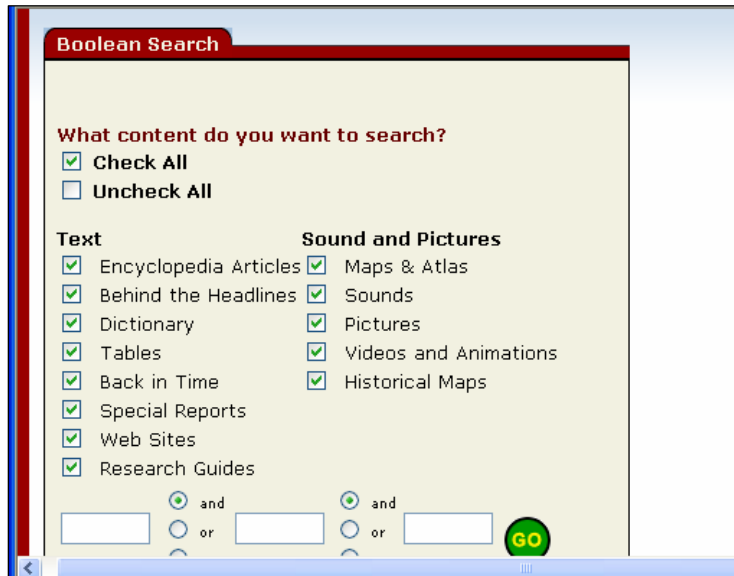 Boolean Search
What content do you want to search?
Check All
Uncheck All
Text Sound and Pictures
Encyclopedia Articles Maps & Atlas
Behind the Headlines Sounds
Dictionary Pictures
Tables Videos and Animations
Back in Time Historical Maps
Special Reports
Web Sites
Research Guides
and and
or or
GO